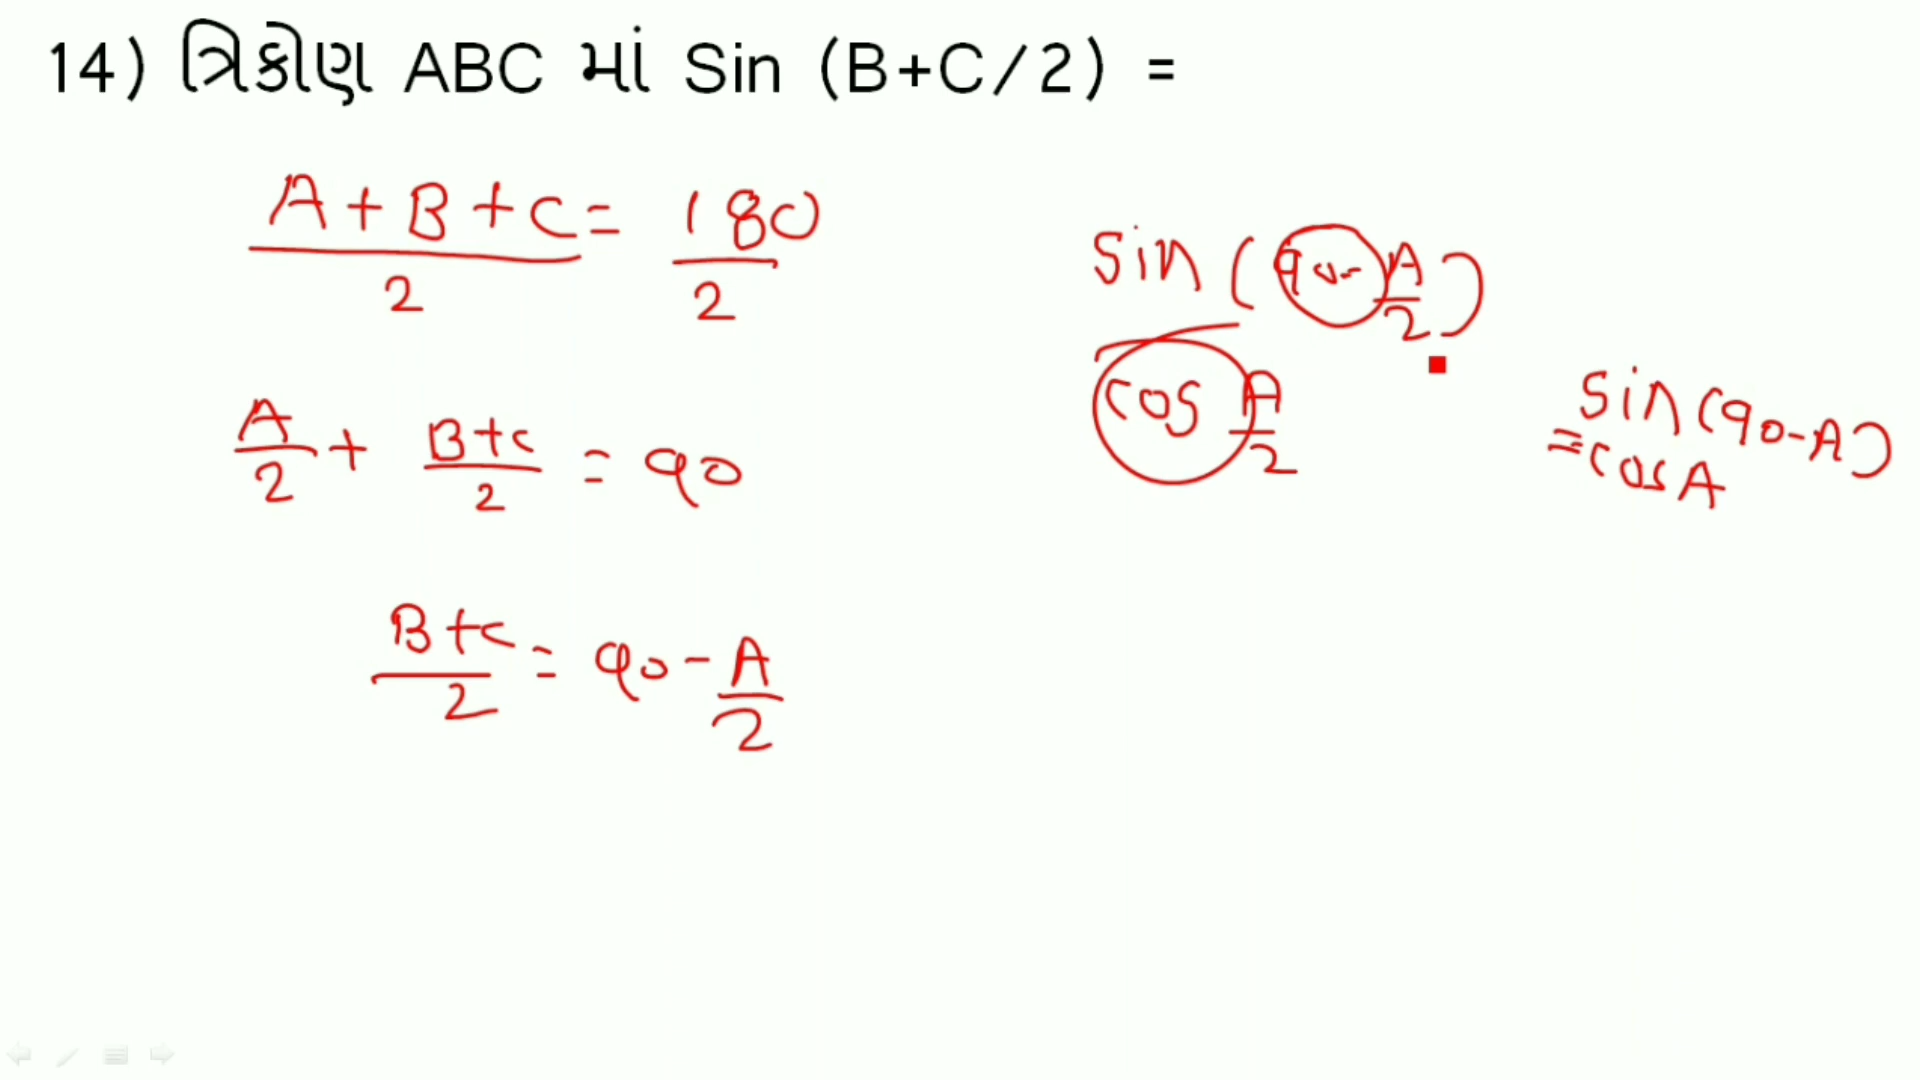 14) ત્રિકોણ ABC માં Sin (B+C/2) =
A+B+C/2 = 180/2
A/2 + B+C/2 = 90
B+C/2 = 90-A/2
Sin(90-A/2)
cos A/2
Sin(90-A)
=cosA